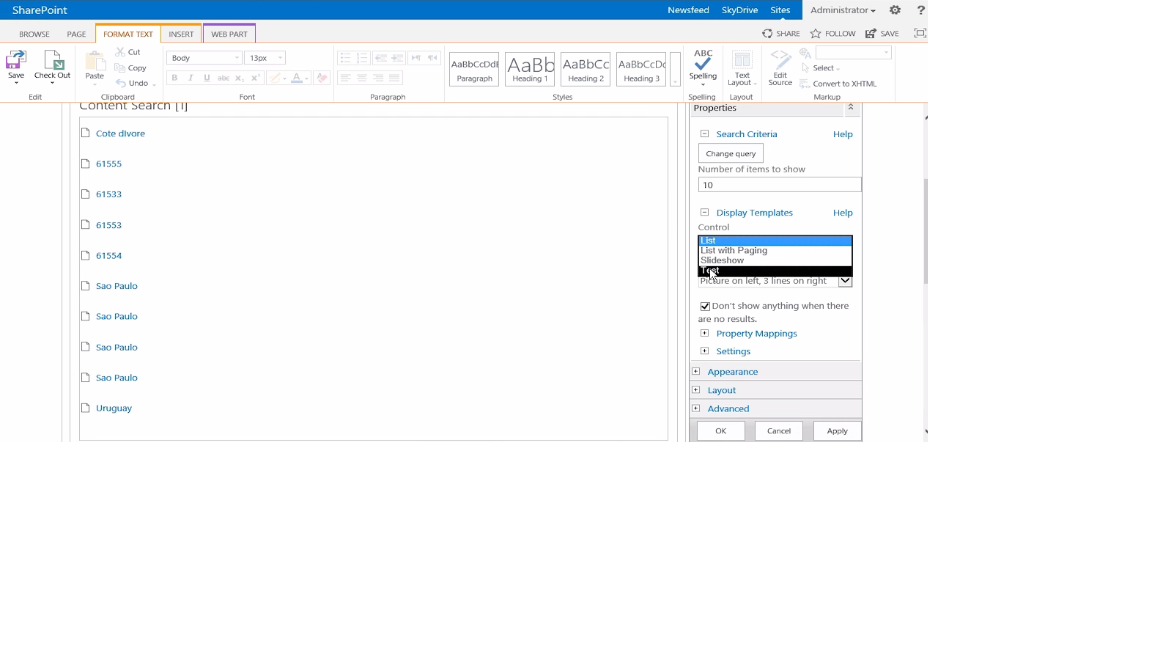 SharePoint Newsfeed SkyDrive Sites Administrator ?
BROWSE PAGE FORMAT TEXT INSERT WEB PART SHARE FOLLOW SAVE
Save Check Out Paste Cut Copy Undo
Body 13px
B I U abc x x A
AaBbCcDdI AaBb AaBbCc AaBbCcDc
Paragraph Heading 1 Heading 2 Heading 3
ABC Spelling Text Layout Edit Source Select Convert to XHTML
Edit Clipboard Font Paragraph Styles Spelling Layout Markup
Content Search [1]
Cote dIvore
61555
61533
61553
61554
Sao Paulo
Sao Paulo
Sao Paulo
Sao Paulo
Uruguay
Properties
Search Criteria Help
Change query
Number of items to show
10
Display Templates Help
Control
List
List with Paging
Slideshow
Picture on left, 3 lines on right
Don't show anything when there
are no results.
Property Mappings
Settings
Appearance
Layout
Advanced
OK Cancel Apply